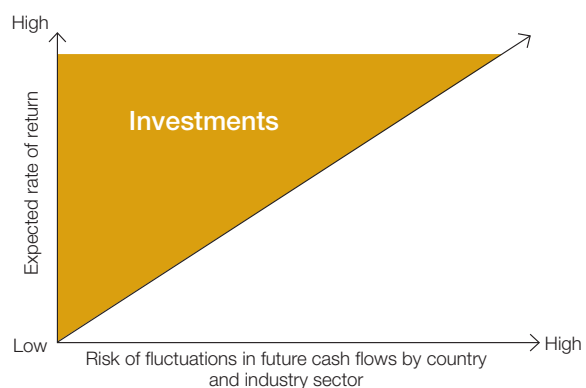 High
Expected rate of return
Investments
Low
High
Risk of fluctuations in future cash flows by country
and industry sector